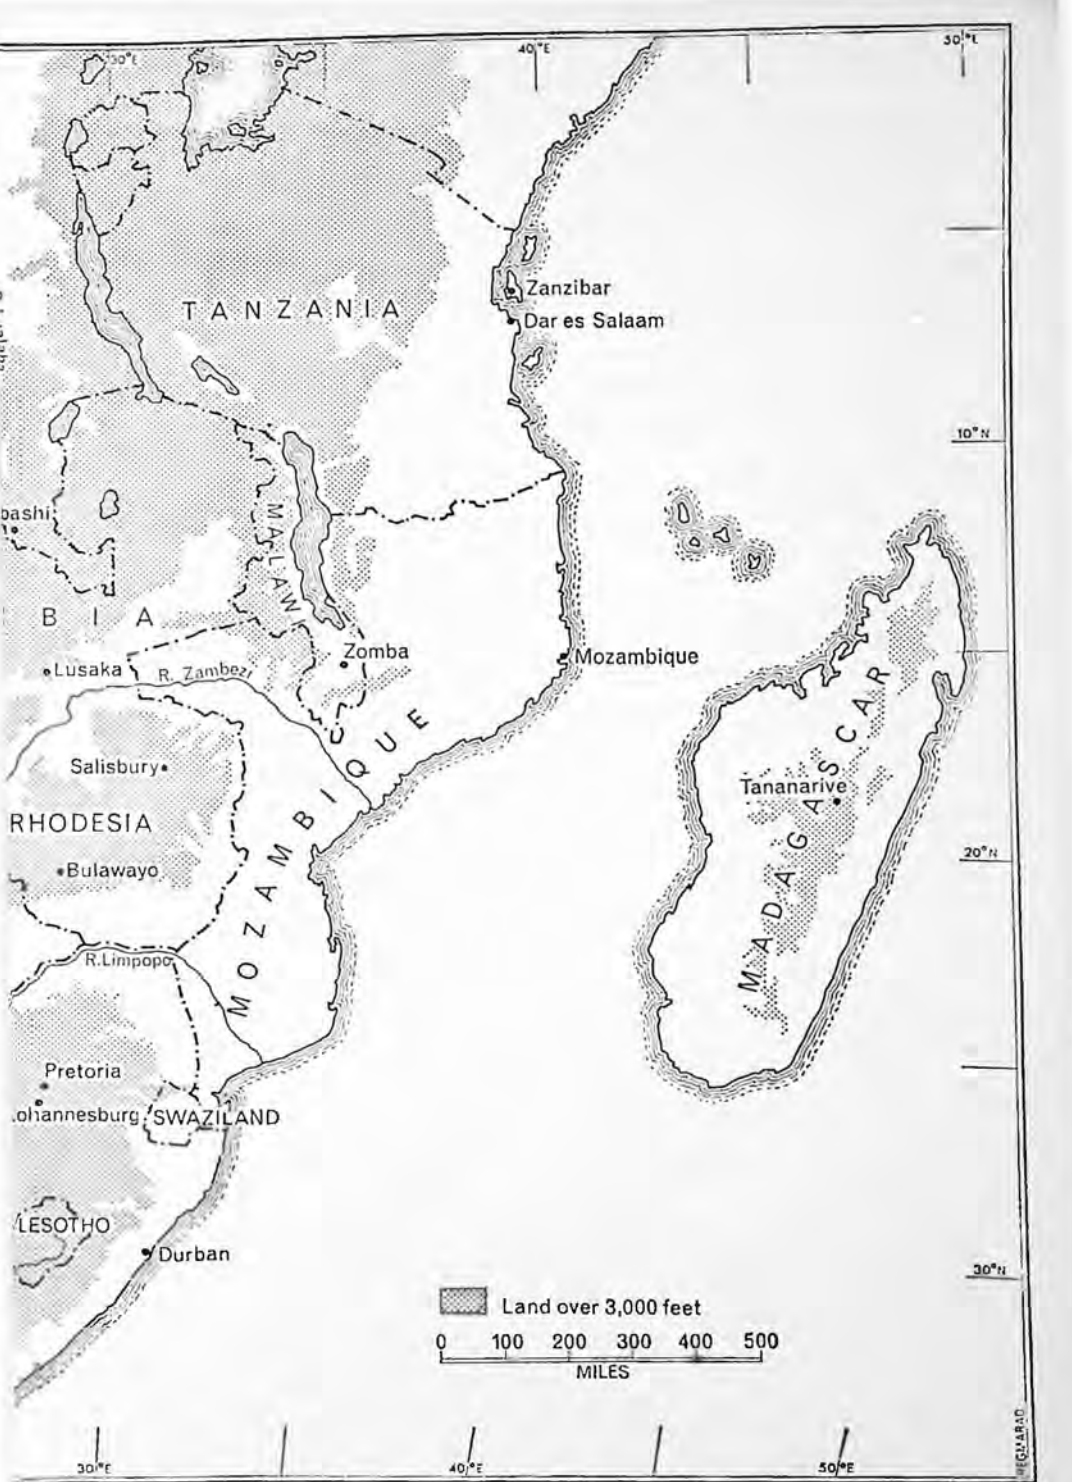 30°E
40°E
50°E
TANZANIA
Zanzibar
Dar es Salaam
10°N
bashi
MALAW
BIA
Lusaka
R. Zambezi
Zomba
Mozambique
Salisbury
RHODESIA
Bulawayo
MOZAMBIQUE
MADAGASCAR
Tananarive
20°N
R.Limpopo
Pretoria
ohannesburg
SWAZILAND
LESOTHO
Durban
30°N
Land over 3,000 feet
0 100 200 300 400 500
MILES
30°E
40°E
50°E